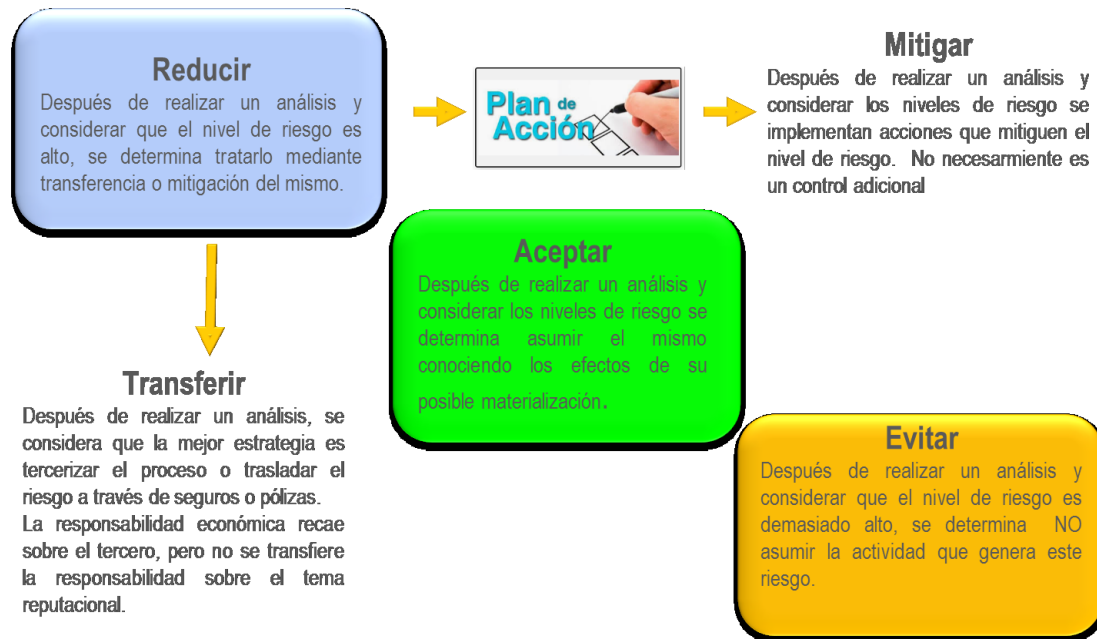 Reducir
Después de realizar un análisis y
considerar que el nivel de riesgo es
alto, se determina tratarlo mediante
transferencia o mitigación del mismo.
Plan de
Acción
Mitigar
Después de realizar un análisis y
considerar los niveles de riesgo se
implementan acciones que mitiguen el
nivel de riesgo. No necesarmiente es
un control adicional
Aceptar
Después de realizar un análisis y
considerar los niveles de riesgo se
determina asumir el mismo
conociendo los efectos de su
posible materialización.
Transferir
Después de realizar un análisis, se
considera que la mejor estrategia es
tercerizar el proceso o trasladar el
riesgo a través de seguros o pólizas.
La responsabilidad económica recae
sobre el tercero, pero no se transfiere
la responsabilidad sobre el tema
reputacional.
Evitar
Después de realizar un análisis y
considerar que el nivel de riesgo es
demasiado alto, se determina NO
asumir la actividad que genera este
riesgo.